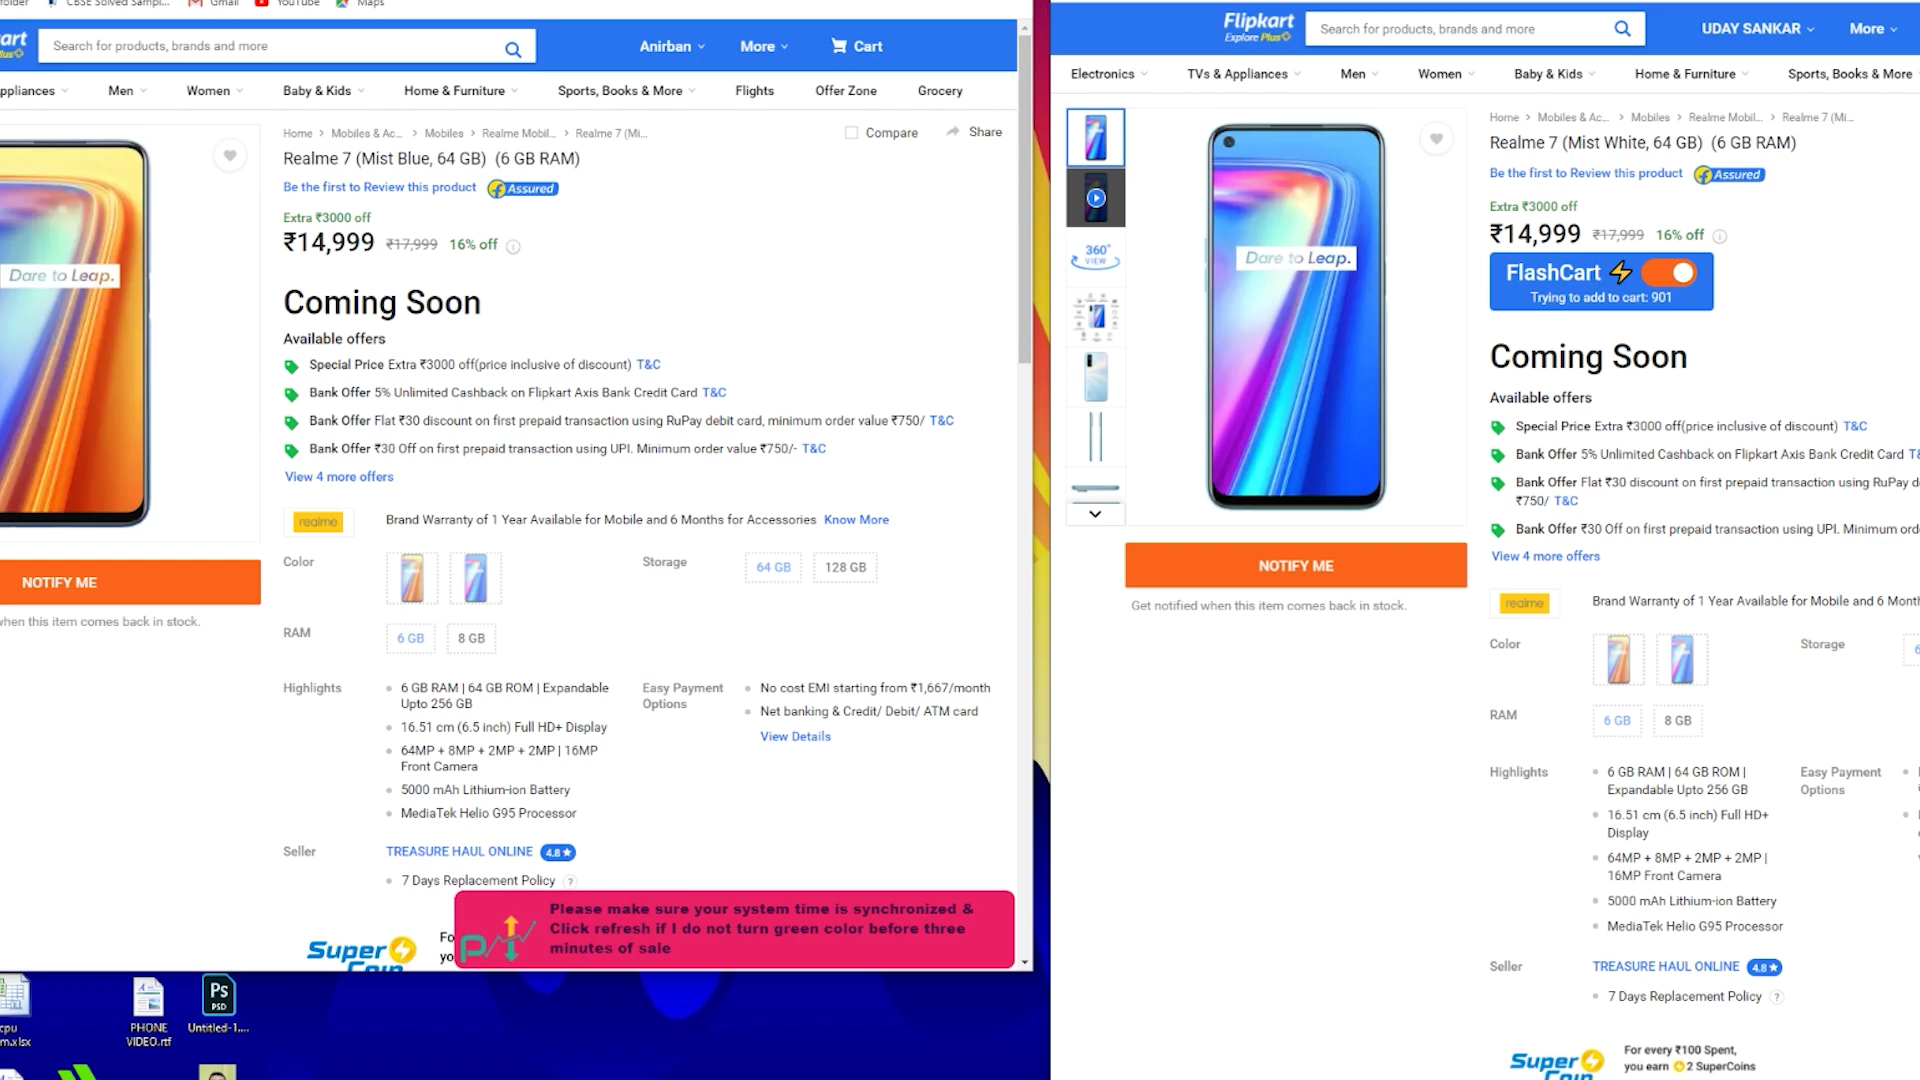 CBSE Solved Sampl...
Gmail
YouTube
Maps
Search for products, brands and more
Anirban
More
Cart
Men
Women
Baby & Kids
Home & Furniture
Sports, Books & More
Flights
Offer Zone
Grocery
Home > Mobiles & Ac... > Mobiles > Realme Mobil... > Realme 7 (Mi...
Compare
Share
Realme 7 (Mist Blue, 64 GB) (6 GB RAM)
Be the first to Review this product
Assured
Extra ₹3000 off
₹14,999 ₹17,999 16% off
Dare to Leap.
Coming Soon
Available offers
Special Price Extra ₹3000 off(price inclusive of discount) T&C
Bank Offer 5% Unlimited Cashback on Flipkart Axis Bank Credit Card T&C
Bank Offer Flat ₹30 discount on first prepaid transaction using RuPay debit card, minimum order value ₹750/ T&C
Bank Offer ₹30 Off on first prepaid transaction using UPI. Minimum order value ₹750/- T&C
View 4 more offers
realme
Brand Warranty of 1 Year Available for Mobile and 6 Months for Accessories Know More
Color
Storage
64 GB
128 GB
NOTIFY ME
when this item comes back in stock.
RAM
6 GB
8 GB
Highlights
6 GB RAM | 64 GB ROM | Expandable
Upto 256 GB
16.51 cm (6.5 inch) Full HD+ Display
64MP + 8MP + 2MP + 2MP | 16MP
Front Camera
5000 mAh Lithium-ion Battery
MediaTek Helio G95 Processor
Easy Payment
Options
No cost EMI starting from ₹1,667/month
Net banking & Credit/ Debit/ ATM card
View Details
Seller
TREASURE HAUL ONLINE 4.8★
7 Days Replacement Policy ?
Super
Coin
Please make sure your system time is synchronized &
Click refresh if I do not turn green color before three
minutes of sale
PHONE
VIDEO.rtf
Ps
PSD
Untitled-1....
Flipkart
Explore Plus
Search for products, brands and more
UDAY SANKAR
More
Electronics
TVs & Appliances
Men
Women
Baby & Kids
Home & Furniture
Sports, Books & More
Home > Mobiles & Ac... > Mobiles > Realme Mobil... > Realme 7 (Mi...
Realme 7 (Mist White, 64 GB) (6 GB RAM)
Be the first to Review this product
Assured
Extra ₹3000 off
₹14,999 ₹17,999 16% off
FlashCart
Trying to add to cart: 901
360°
VIEW
Dare to Leap.
Coming Soon
Available offers
Special Price Extra ₹3000 off(price inclusive of discount) T&C
Bank Offer 5% Unlimited Cashback on Flipkart Axis Bank Credit Card
Bank Offer Flat ₹30 discount on first prepaid transaction using RuPay
₹750/ T&C
Bank Offer ₹30 Off on first prepaid transaction using UPI. Minimum
View 4 more offers
NOTIFY ME
Get notified when this item comes back in stock.
realme
Brand Warranty of 1 Year Available for Mobile and 6
Color
Storage
RAM
6 GB
8 GB
Highlights
6 GB RAM | 64 GB ROM |
Expandable Upto 256 GB
16.51 cm (6.5 inch) Full HD+
Display
64MP + 8MP + 2MP + 2MP |
16MP Front Camera
5000 mAh Lithium-ion Battery
MediaTek Helio G95 Processor
Easy Payment
Options
Seller
TREASURE HAUL ONLINE 4.8★
7 Days Replacement Policy ?
Super
Coin
For every ₹100 Spent,
you earn 2 SuperCoins